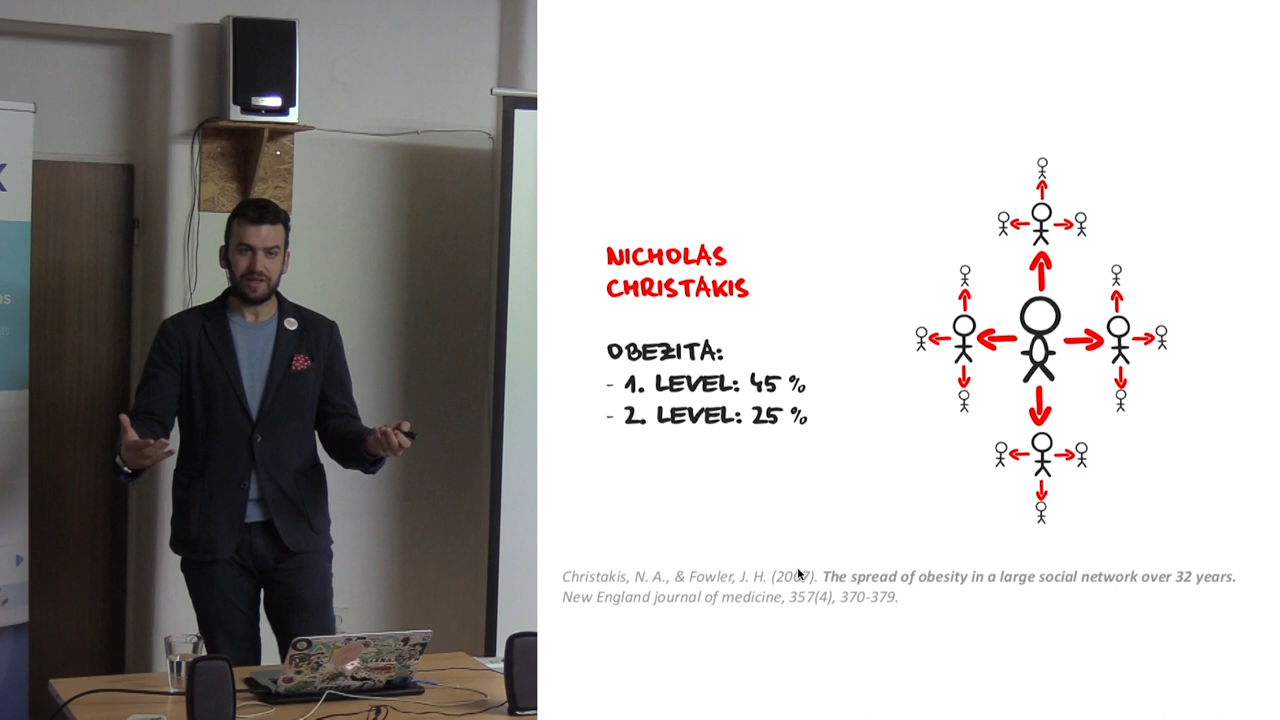 NICHOLAS
CHRISTAKIS
OBEZITA:
- 1. LEVEL: 45 %
- 2. LEVEL: 25 %
Christakis, N. A., & Fowler, J. H. (2007). The spread of obesity in a large social network over 32 years.
New England journal of medicine, 357(4), 370-379.